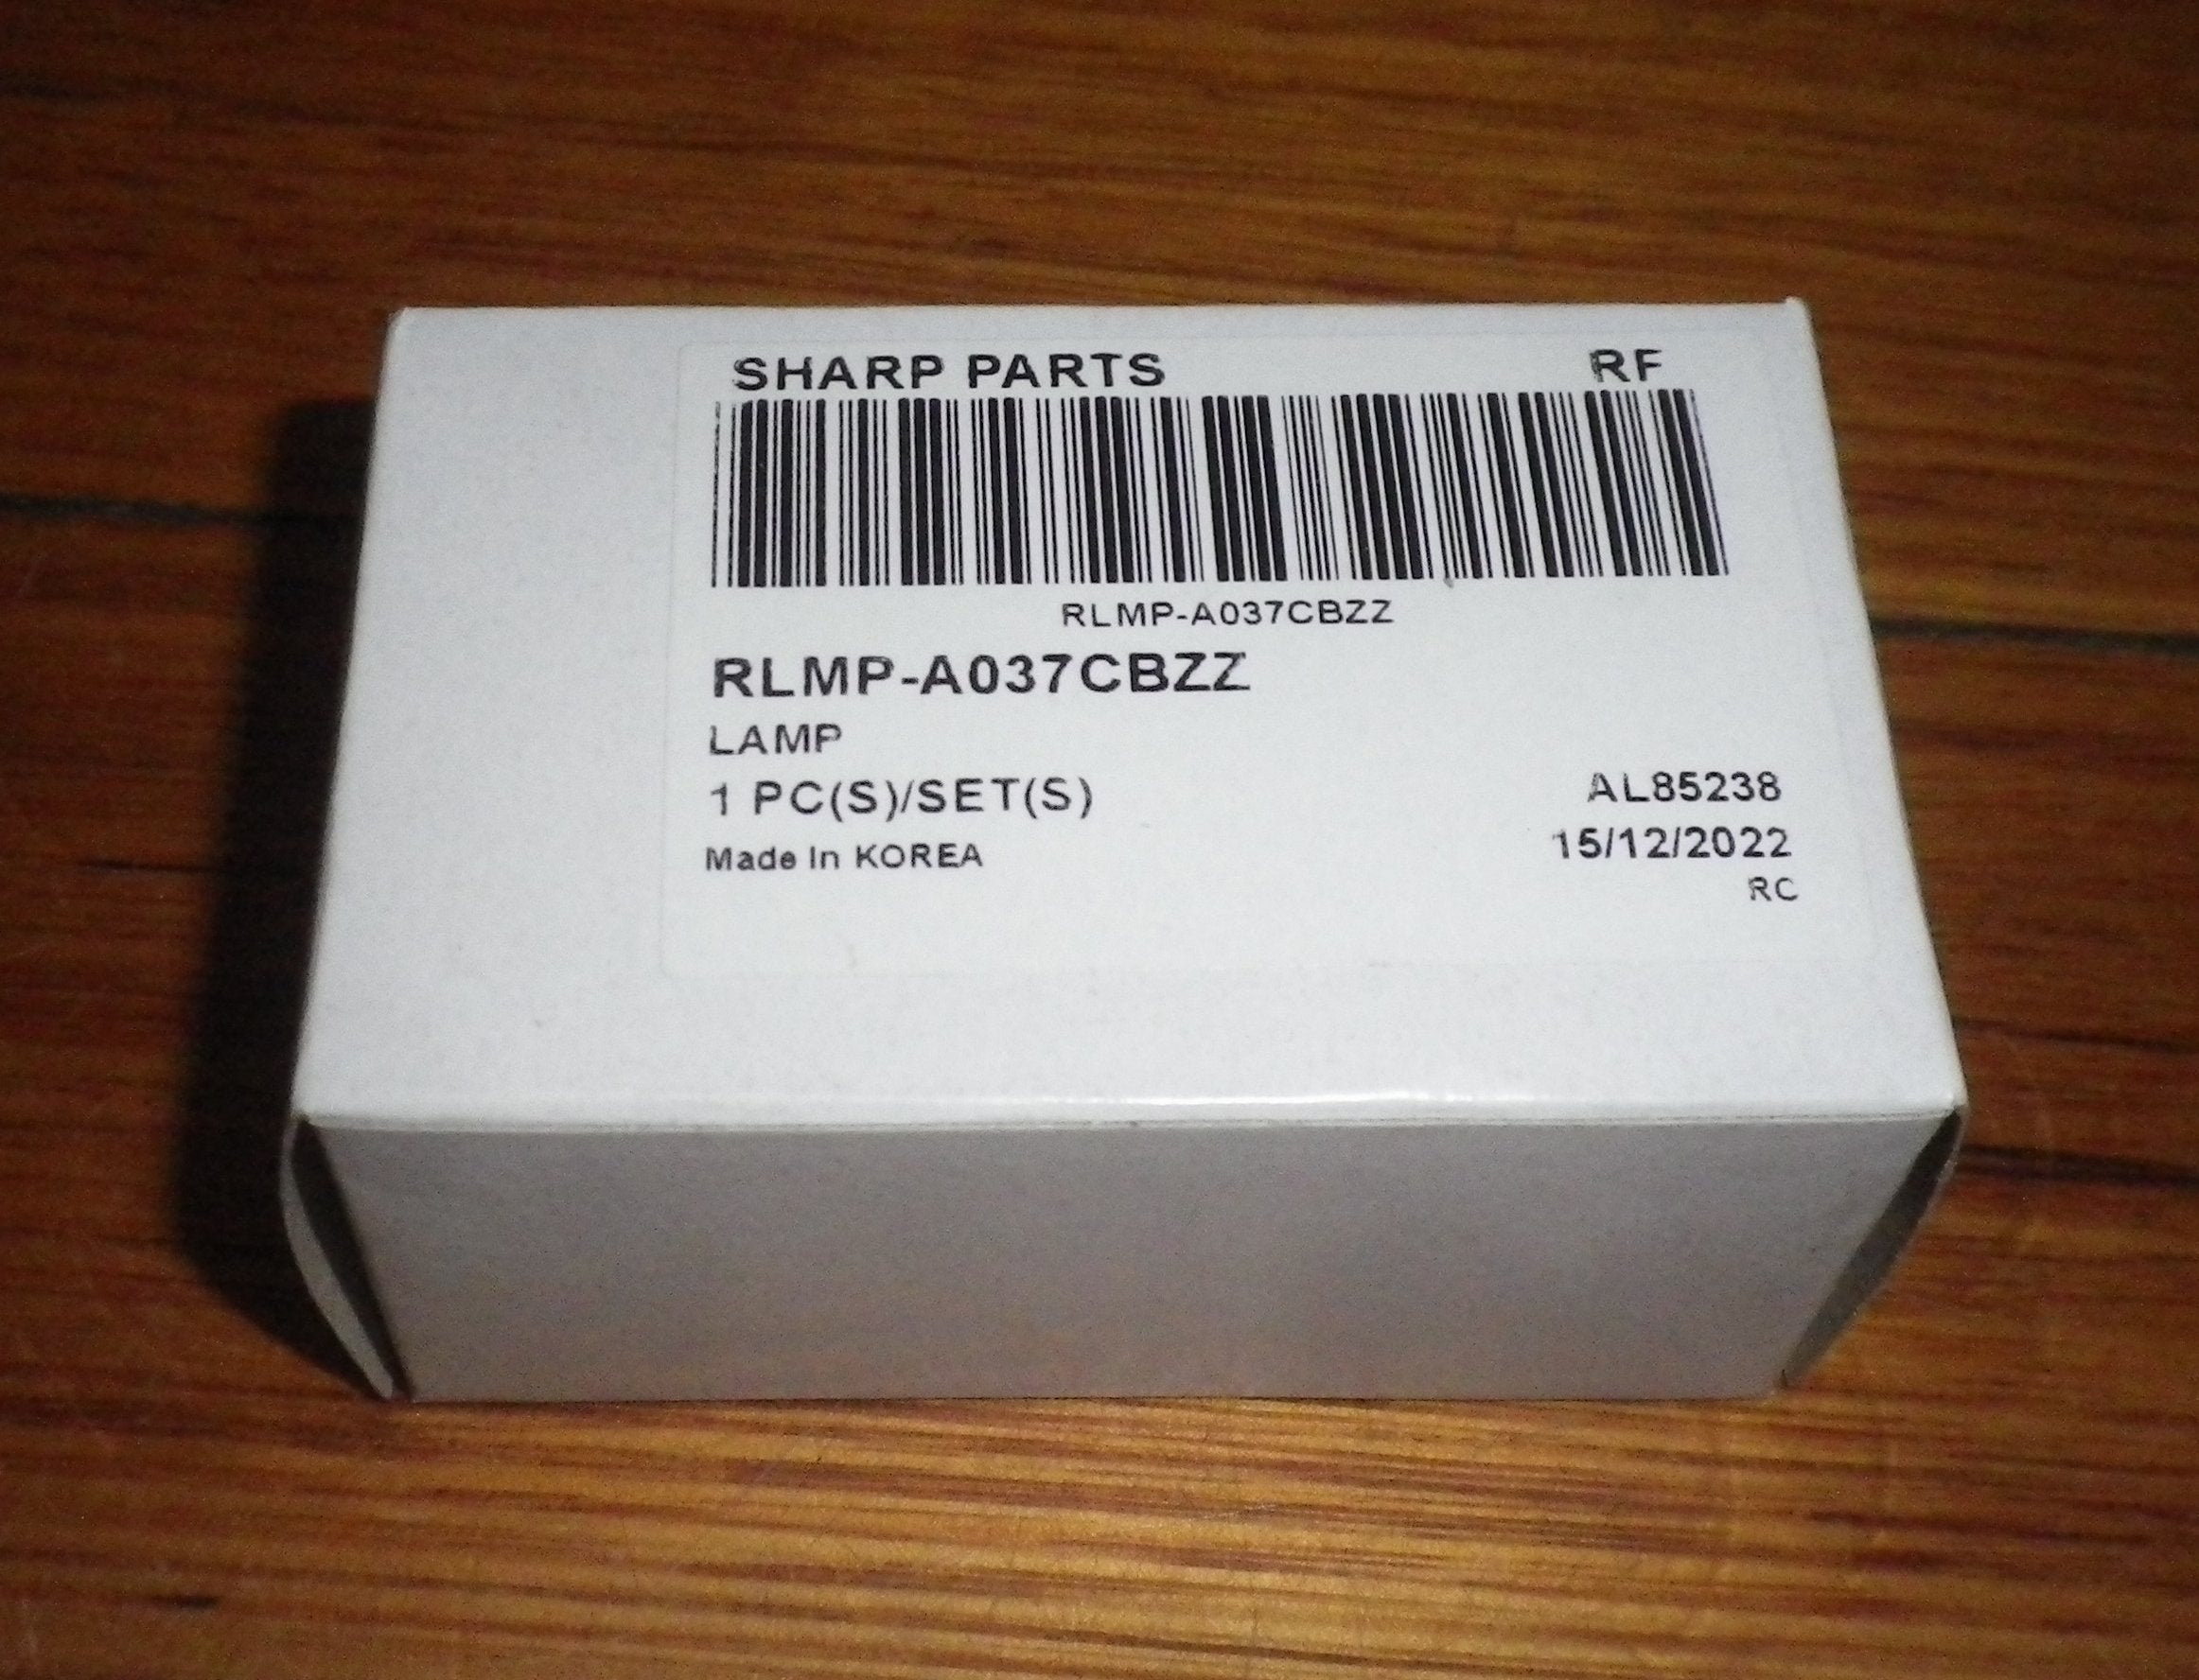 SHARP PARTS RF
RLMP-A037CBZZ
RLMP-A037CBZZ
LAMP
1 PC(S)/SET(S) AL85238
Made In KOREA 15/12/2022
RC